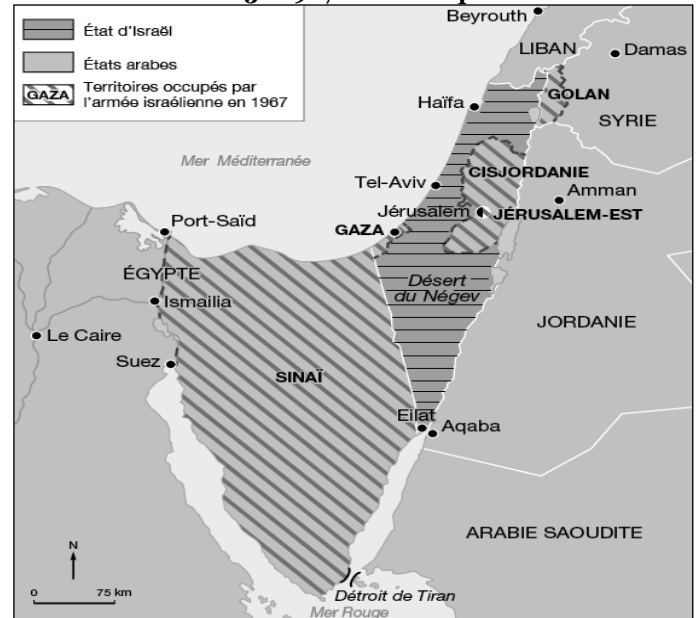 État d'Israël
États arabes
GAZA
Territoires occupés par
l'armée israélienne en 1967
Beyrouth
LIBAN
Damas
Haïfa
GOLAN
SYRIE
Mer Méditerranée
CISJORDANIE
Tel-Aviv
Amman
Jérusalem
JÉRUSALEM-EST
Port-Saïd
GAZA
ÉGYPTE
Désert
du Négev
Ismailia
JORDANIE
Le Caire
Suez
SINAÏ
Eilat
Aqaba
ARABIE SAOUDITE
N
0 75 km
Détroit de Tiran
Mer Rouge